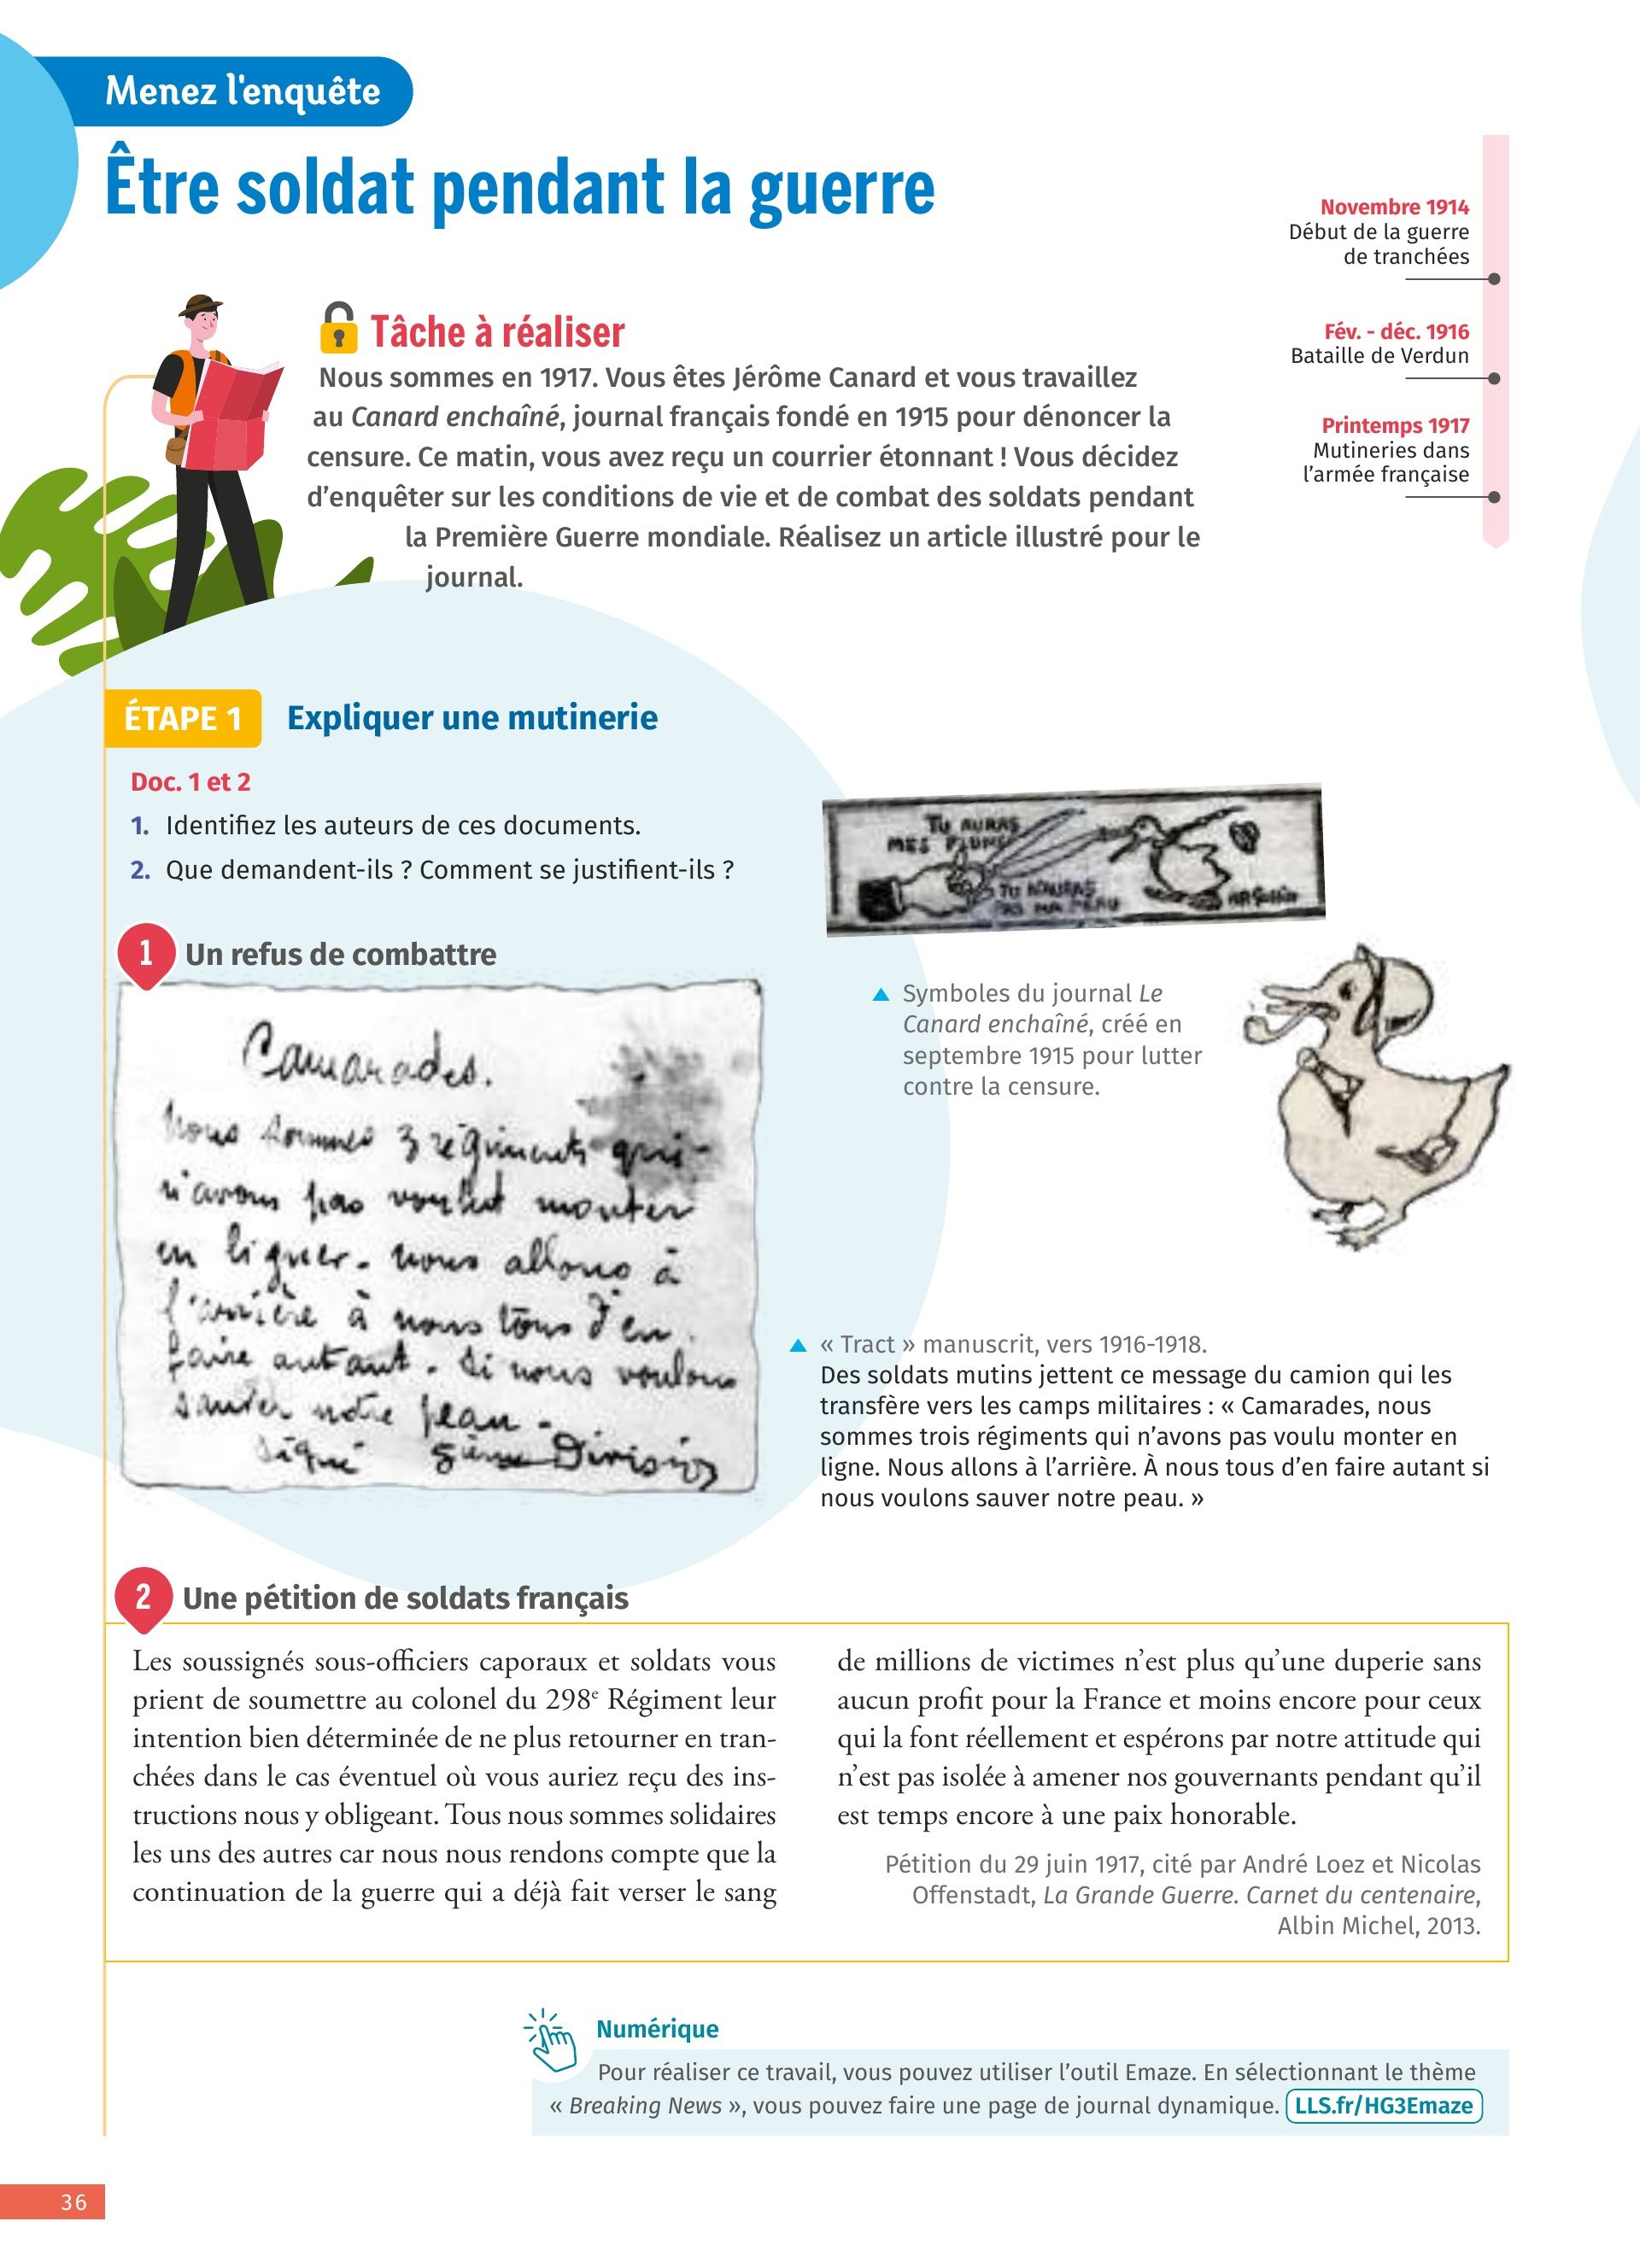 Menez l'enquête
Être soldat pendant la guerre
Novembre 1914
Début de la guerre
de tranchées
Fév. - déc. 1916
Bataille de Verdun
Printemps 1917
Mutineries dans
l’armée française
Tâche à réaliser
Nous sommes en 1917. Vous êtes Jérôme Canard et vous travaillez
au Canard enchaîné, journal français fondé en 1915 pour dénoncer la
censure. Ce matin, vous avez reçu un courrier étonnant ! Vous décidez
d’enquêter sur les conditions de vie et de combat des soldats pendant
la Première Guerre mondiale. Réalisez un article illustré pour le
journal.
ÉTAPE 1 Expliquer une mutinerie
Doc. 1 et 2
1. Identifiez les auteurs de ces documents.
2. Que demandent-ils ? Comment se justifient-ils ?
TU AURAS
MES PLUMES
TU N'AURAS
PAS MA PEAU
▲ Symboles du journal Le
Canard enchaîné, créé en
septembre 1915 pour lutter
contre la censure.
1 Un refus de combattre
Camarades.
Nous sommes 3 régiments qui
n'avons pas voulut monter
en ligner. nous allons à
l'arrière à nous tous d'en
faire autant. Si nous voulons
sauver notre peau.
Signé 5ième Division
▲ « Tract » manuscrit, vers 1916-1918.
Des soldats mutins jettent ce message du camion qui les
transfère vers les camps militaires : « Camarades, nous
sommes trois régiments qui n’avons pas voulu monter en
ligne. Nous allons à l’arrière. À nous tous d’en faire autant si
nous voulons sauver notre peau. »
2 Une pétition de soldats français
Les soussignés sous-officiers caporaux et soldats vous
prient de soumettre au colonel du 298e Régiment leur
intention bien déterminée de ne plus retourner en tran-
chées dans le cas éventuel où vous auriez reçu des ins-
tructions nous y obligeant. Tous nous sommes solidaires
les uns des autres car nous nous rendons compte que la
continuation de la guerre qui a déjà fait verser le sang
de millions de victimes n’est plus qu’une duperie sans
aucun profit pour la France et moins encore pour ceux
qui la font réellement et espérons par notre attitude qui
n’est pas isolée à amener nos gouvernants pendant qu’il
est temps encore à une paix honorable.
Pétition du 29 juin 1917, cité par André Loez et Nicolas
Offenstadt, La Grande Guerre. Carnet du centenaire,
Albin Michel, 2013.
Numérique
Pour réaliser ce travail, vous pouvez utiliser l’outil Emaze. En sélectionnant le thème
« Breaking News », vous pouvez faire une page de journal dynamique. LLS.fr/HG3Emaze
36